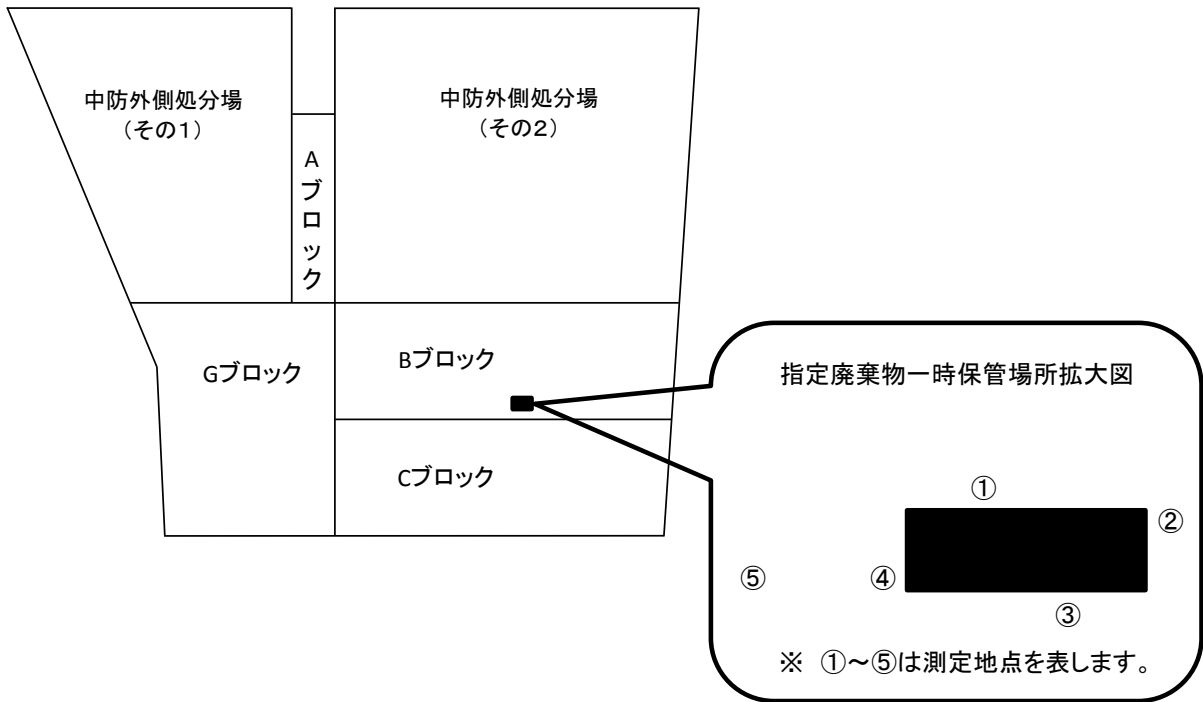 中防外側処分場
（その１）
中防外側処分場
（その２）
Aブロック
Gブロック
Bブロック
Cブロック
指定廃棄物一時保管場所拡大図
①
②
③
④
⑤
※　①～⑤は測定地点を表します。